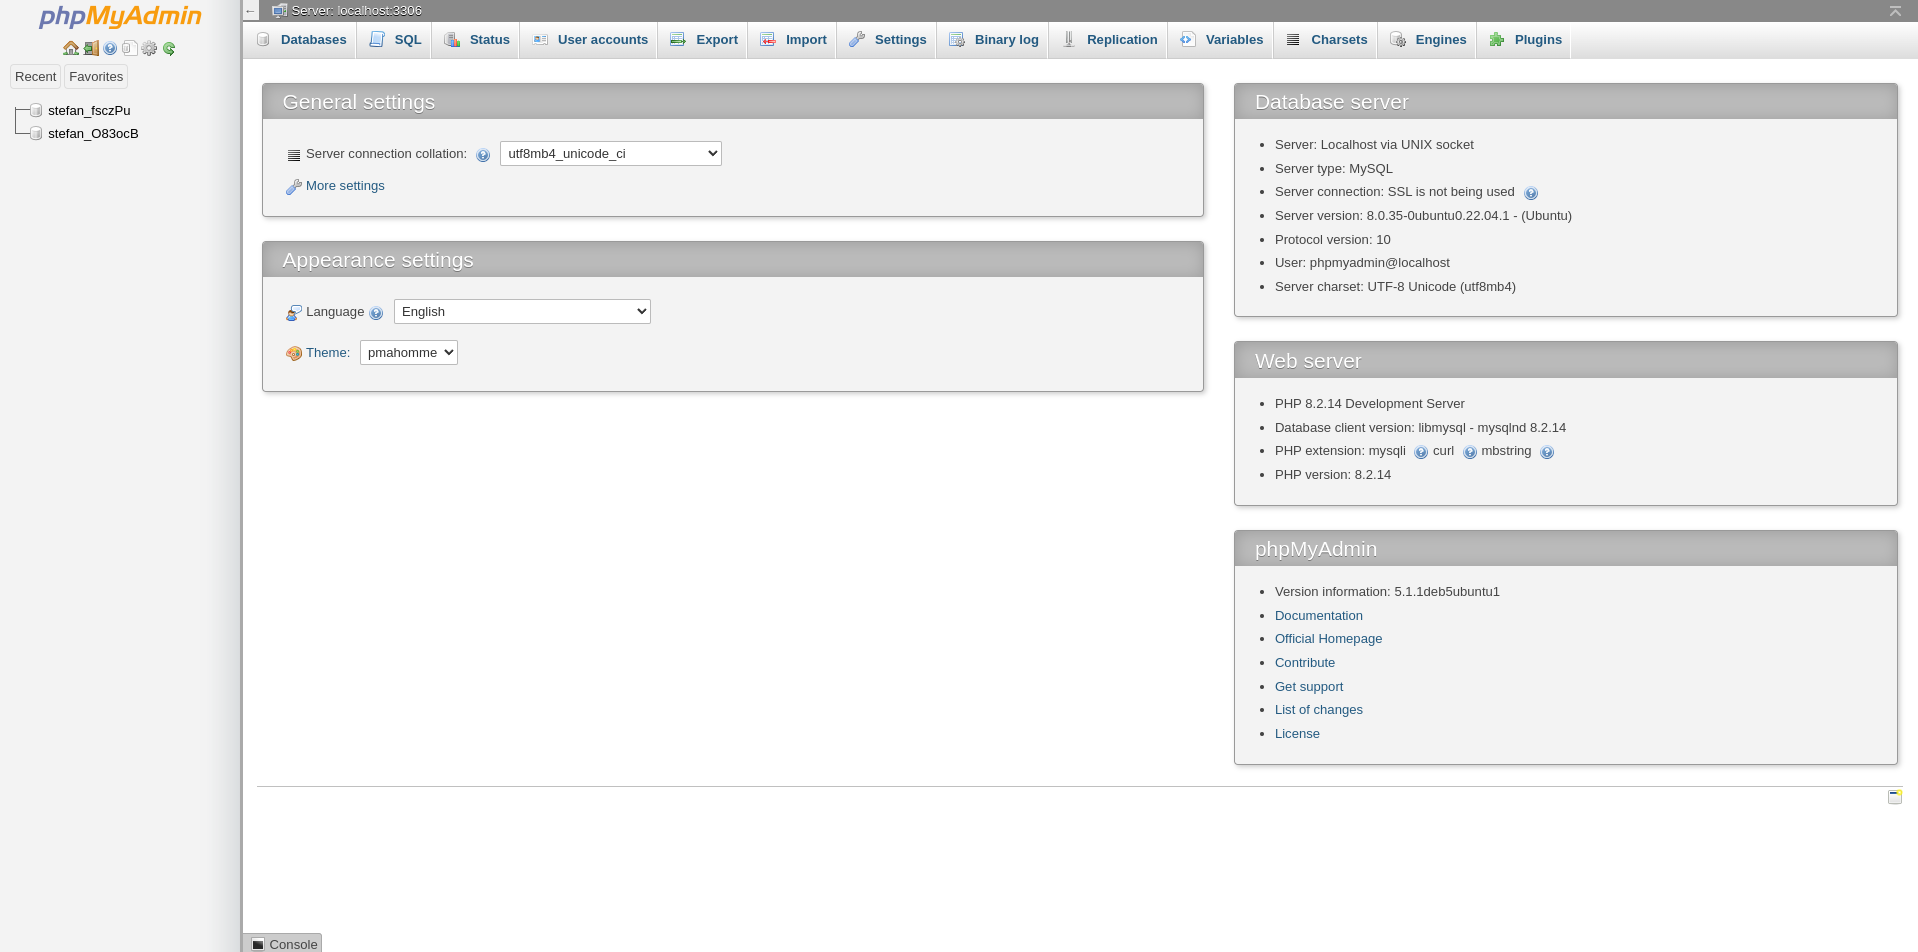 phpMyAdmin
Recent
Favorites
stefan_fsczPu
stefan_O83ocB
←
Server: localhost:3306
Databases
SQL
Status
User accounts
Export
Import
Settings
Binary log
Replication
Variables
Charsets
Engines
Plugins
General settings
Server connection collation:
utf8mb4_unicode_ci
More settings
Appearance settings
Language
English
Theme:
pmahomme
Database server
Server: Localhost via UNIX socket
Server type: MySQL
Server connection: SSL is not being used
Server version: 8.0.35-0ubuntu0.22.04.1 - (Ubuntu)
Protocol version: 10
User: phpmyadmin@localhost
Server charset: UTF-8 Unicode (utf8mb4)
Web server
PHP 8.2.14 Development Server
Database client version: libmysql - mysqlnd 8.2.14
PHP extension: mysqli curl mbstring
PHP version: 8.2.14
phpMyAdmin
Version information: 5.1.1deb5ubuntu1
Documentation
Official Homepage
Contribute
Get support
List of changes
License
Console